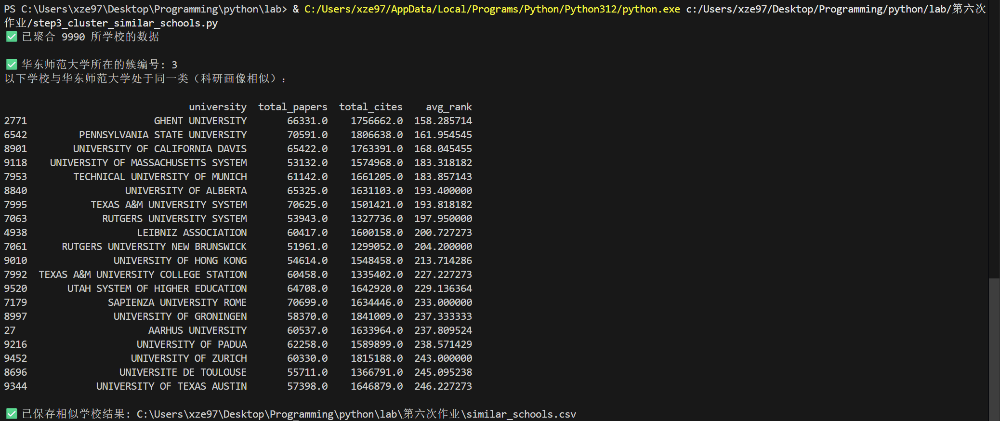 PS C:\Users\xze97\Desktop\Programming\python\lab> & C:/Users/xze97/AppData/Local/Programs/Python/Python312/python.exe c:/Users/xze97/Desktop/Programming/python/lab/第六次
作业/step3_cluster_similar_schools.py
✅ 已聚合 9990 所学校的数据
✅ 华东师范大学所在的簇编号: 3
以下学校与华东师范大学处于同一类（科研画像相似）:
university total_papers total_cites avg_rank
2771 GHENT UNIVERSITY 66331.0 1756662.0 158.285714
6542 PENNSYLVANIA STATE UNIVERSITY 70591.0 1806638.0 161.954545
8901 UNIVERSITY OF CALIFORNIA DAVIS 65422.0 1763391.0 168.045455
9118 UNIVERSITY OF MASSACHUSETTS SYSTEM 53132.0 1574968.0 183.318182
7953 TECHNICAL UNIVERSITY OF MUNICH 61142.0 1661205.0 183.857143
8840 UNIVERSITY OF ALBERTA 65325.0 1631103.0 193.400000
7995 TEXAS A&M UNIVERSITY SYSTEM 70625.0 1501421.0 193.818182
7063 RUTGERS UNIVERSITY SYSTEM 53943.0 1327736.0 197.950000
4938 LEIBNIZ ASSOCIATION 60417.0 1600158.0 200.727273
7061 RUTGERS UNIVERSITY NEW BRUNSWICK 51961.0 1299052.0 204.200000
9010 UNIVERSITY OF HONG KONG 54614.0 1548458.0 213.714286
7992 TEXAS A&M UNIVERSITY COLLEGE STATION 60458.0 1335402.0 227.227273
9520 UTAH SYSTEM OF HIGHER EDUCATION 64708.0 1642920.0 229.136364
7179 SAPIENZA UNIVERSITY ROME 70699.0 1634446.0 233.000000
8997 UNIVERSITY OF GRONINGEN 58370.0 1841009.0 237.333333
27 AARHUS UNIVERSITY 60537.0 1633964.0 237.809524
9216 UNIVERSITY OF PADUA 62258.0 1589899.0 238.571429
9452 UNIVERSITY OF ZURICH 60330.0 1815188.0 243.000000
8696 UNIVERSITE DE TOULOUSE 55711.0 1366791.0 245.095238
9344 UNIVERSITY OF TEXAS AUSTIN 57398.0 1646879.0 246.227273
✅ 已保存相似学校结果: C:\Users\xze97\Desktop\Programming\python\lab\第六次作业\similar_schools.csv